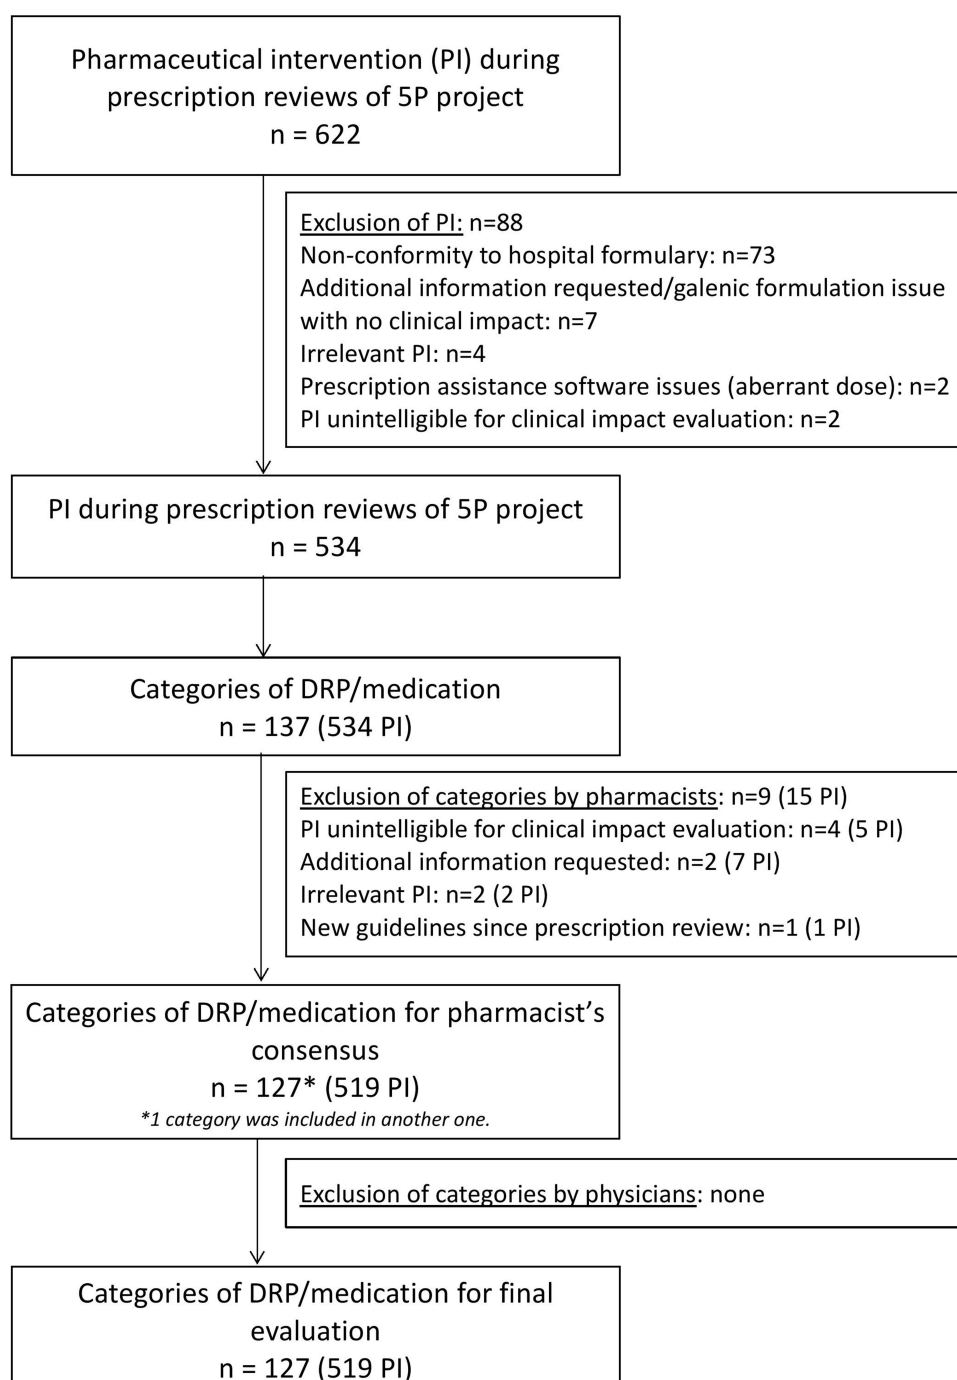 Pharmaceutical intervention (PI) during
prescription reviews of 5P project
n = 622
Exclusion of PI: n=88
Non-conformity to hospital formulary: n=73
Additional information requested/galenic formulation issue
with no clinical impact: n=7
Irrelevant PI: n=4
Prescription assistance software issues (aberrant dose): n=2
PI unintelligible for clinical impact evaluation: n=2
PI during prescription reviews of 5P project
n = 534
Categories of DRP/medication
n = 137 (534 PI)
Exclusion of categories by pharmacists: n=9 (15 PI)
PI unintelligible for clinical impact evaluation: n=4 (5 PI)
Additional information requested: n=2 (7 PI)
Irrelevant PI: n=2 (2 PI)
New guidelines since prescription review: n=1 (1 PI)
Categories of DRP/medication for pharmacist’s
consensus
n = 127* (519 PI)
*1 category was included in another one.
Exclusion of categories by physicians: none
Categories of DRP/medication for final
evaluation
n = 127 (519 PI)